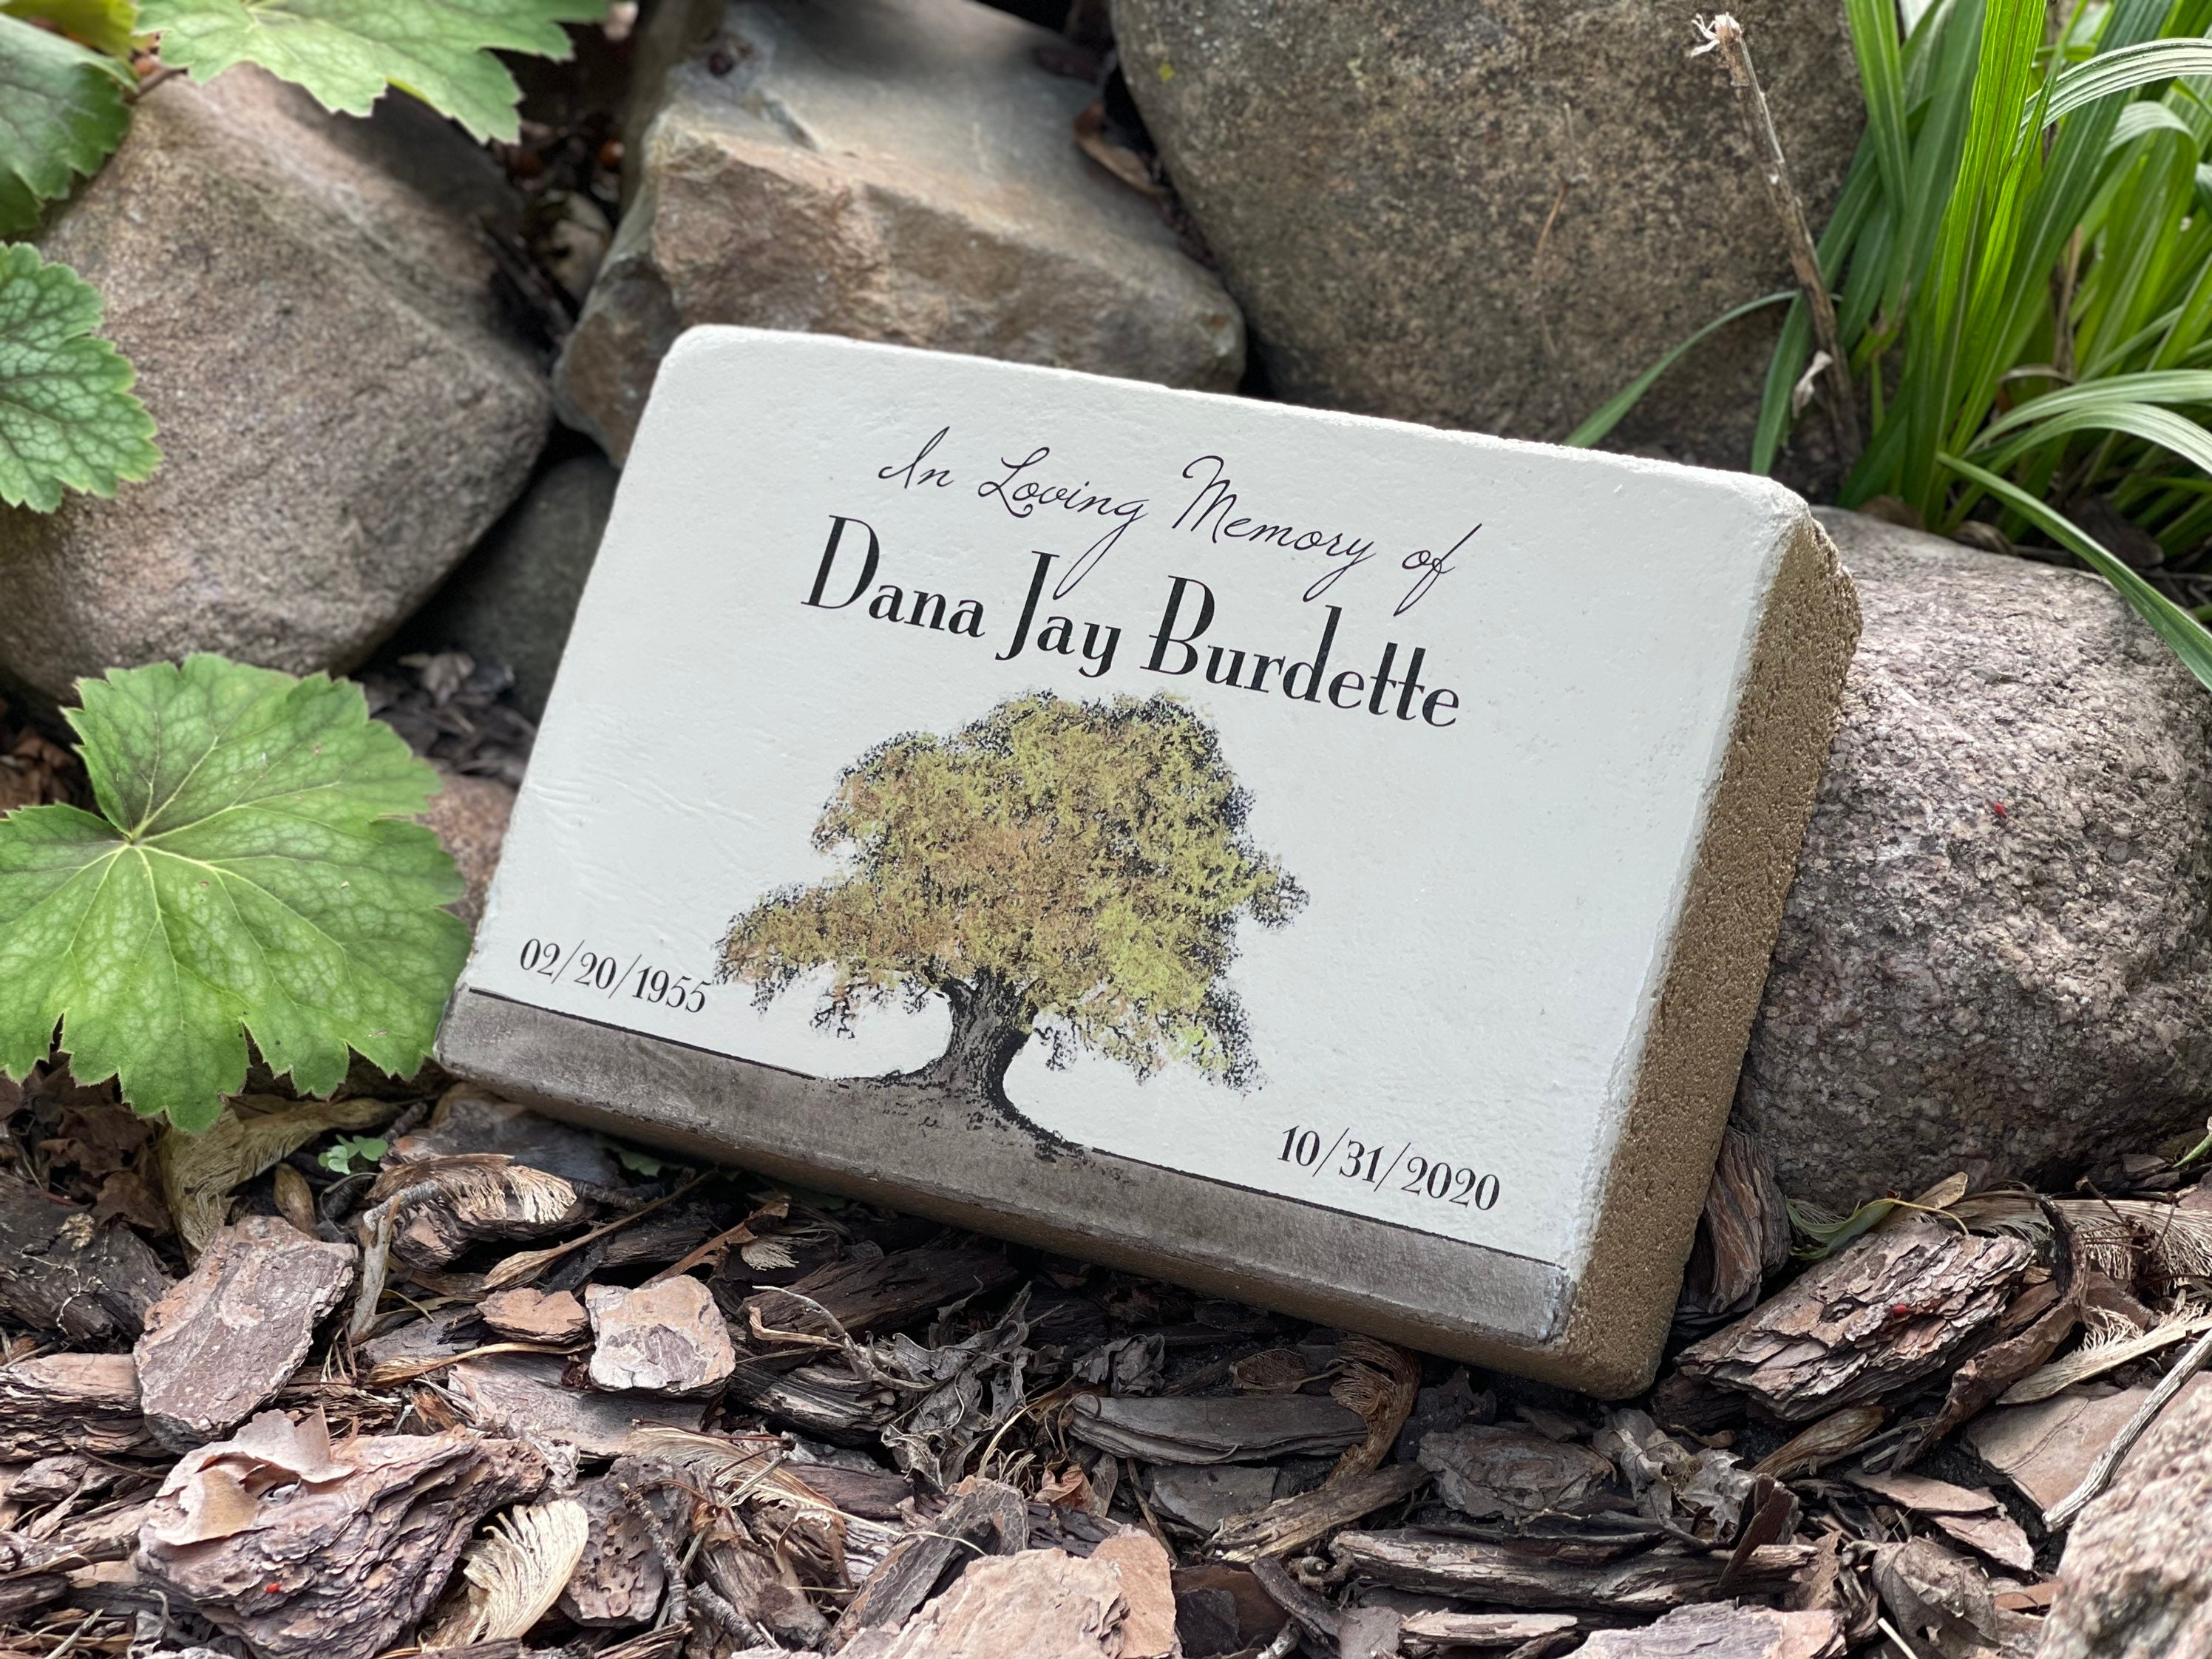 In Loving Memory of
Dana Jay Burdette
02/20/1955
10/31/2020